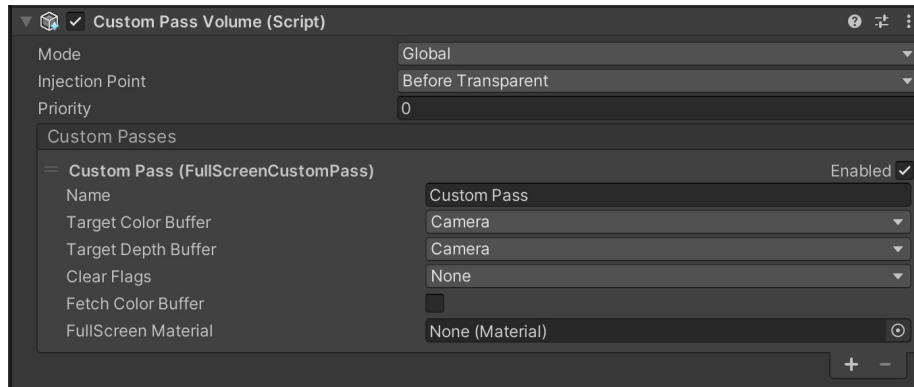 Custom Pass Volume (Script)
Mode Global
Injection Point Before Transparent
Priority 0
Custom Passes
Custom Pass (FullScreenCustomPass) Enabled
Name Custom Pass
Target Color Buffer Camera
Target Depth Buffer Camera
Clear Flags None
Fetch Color Buffer
FullScreen Material None (Material)